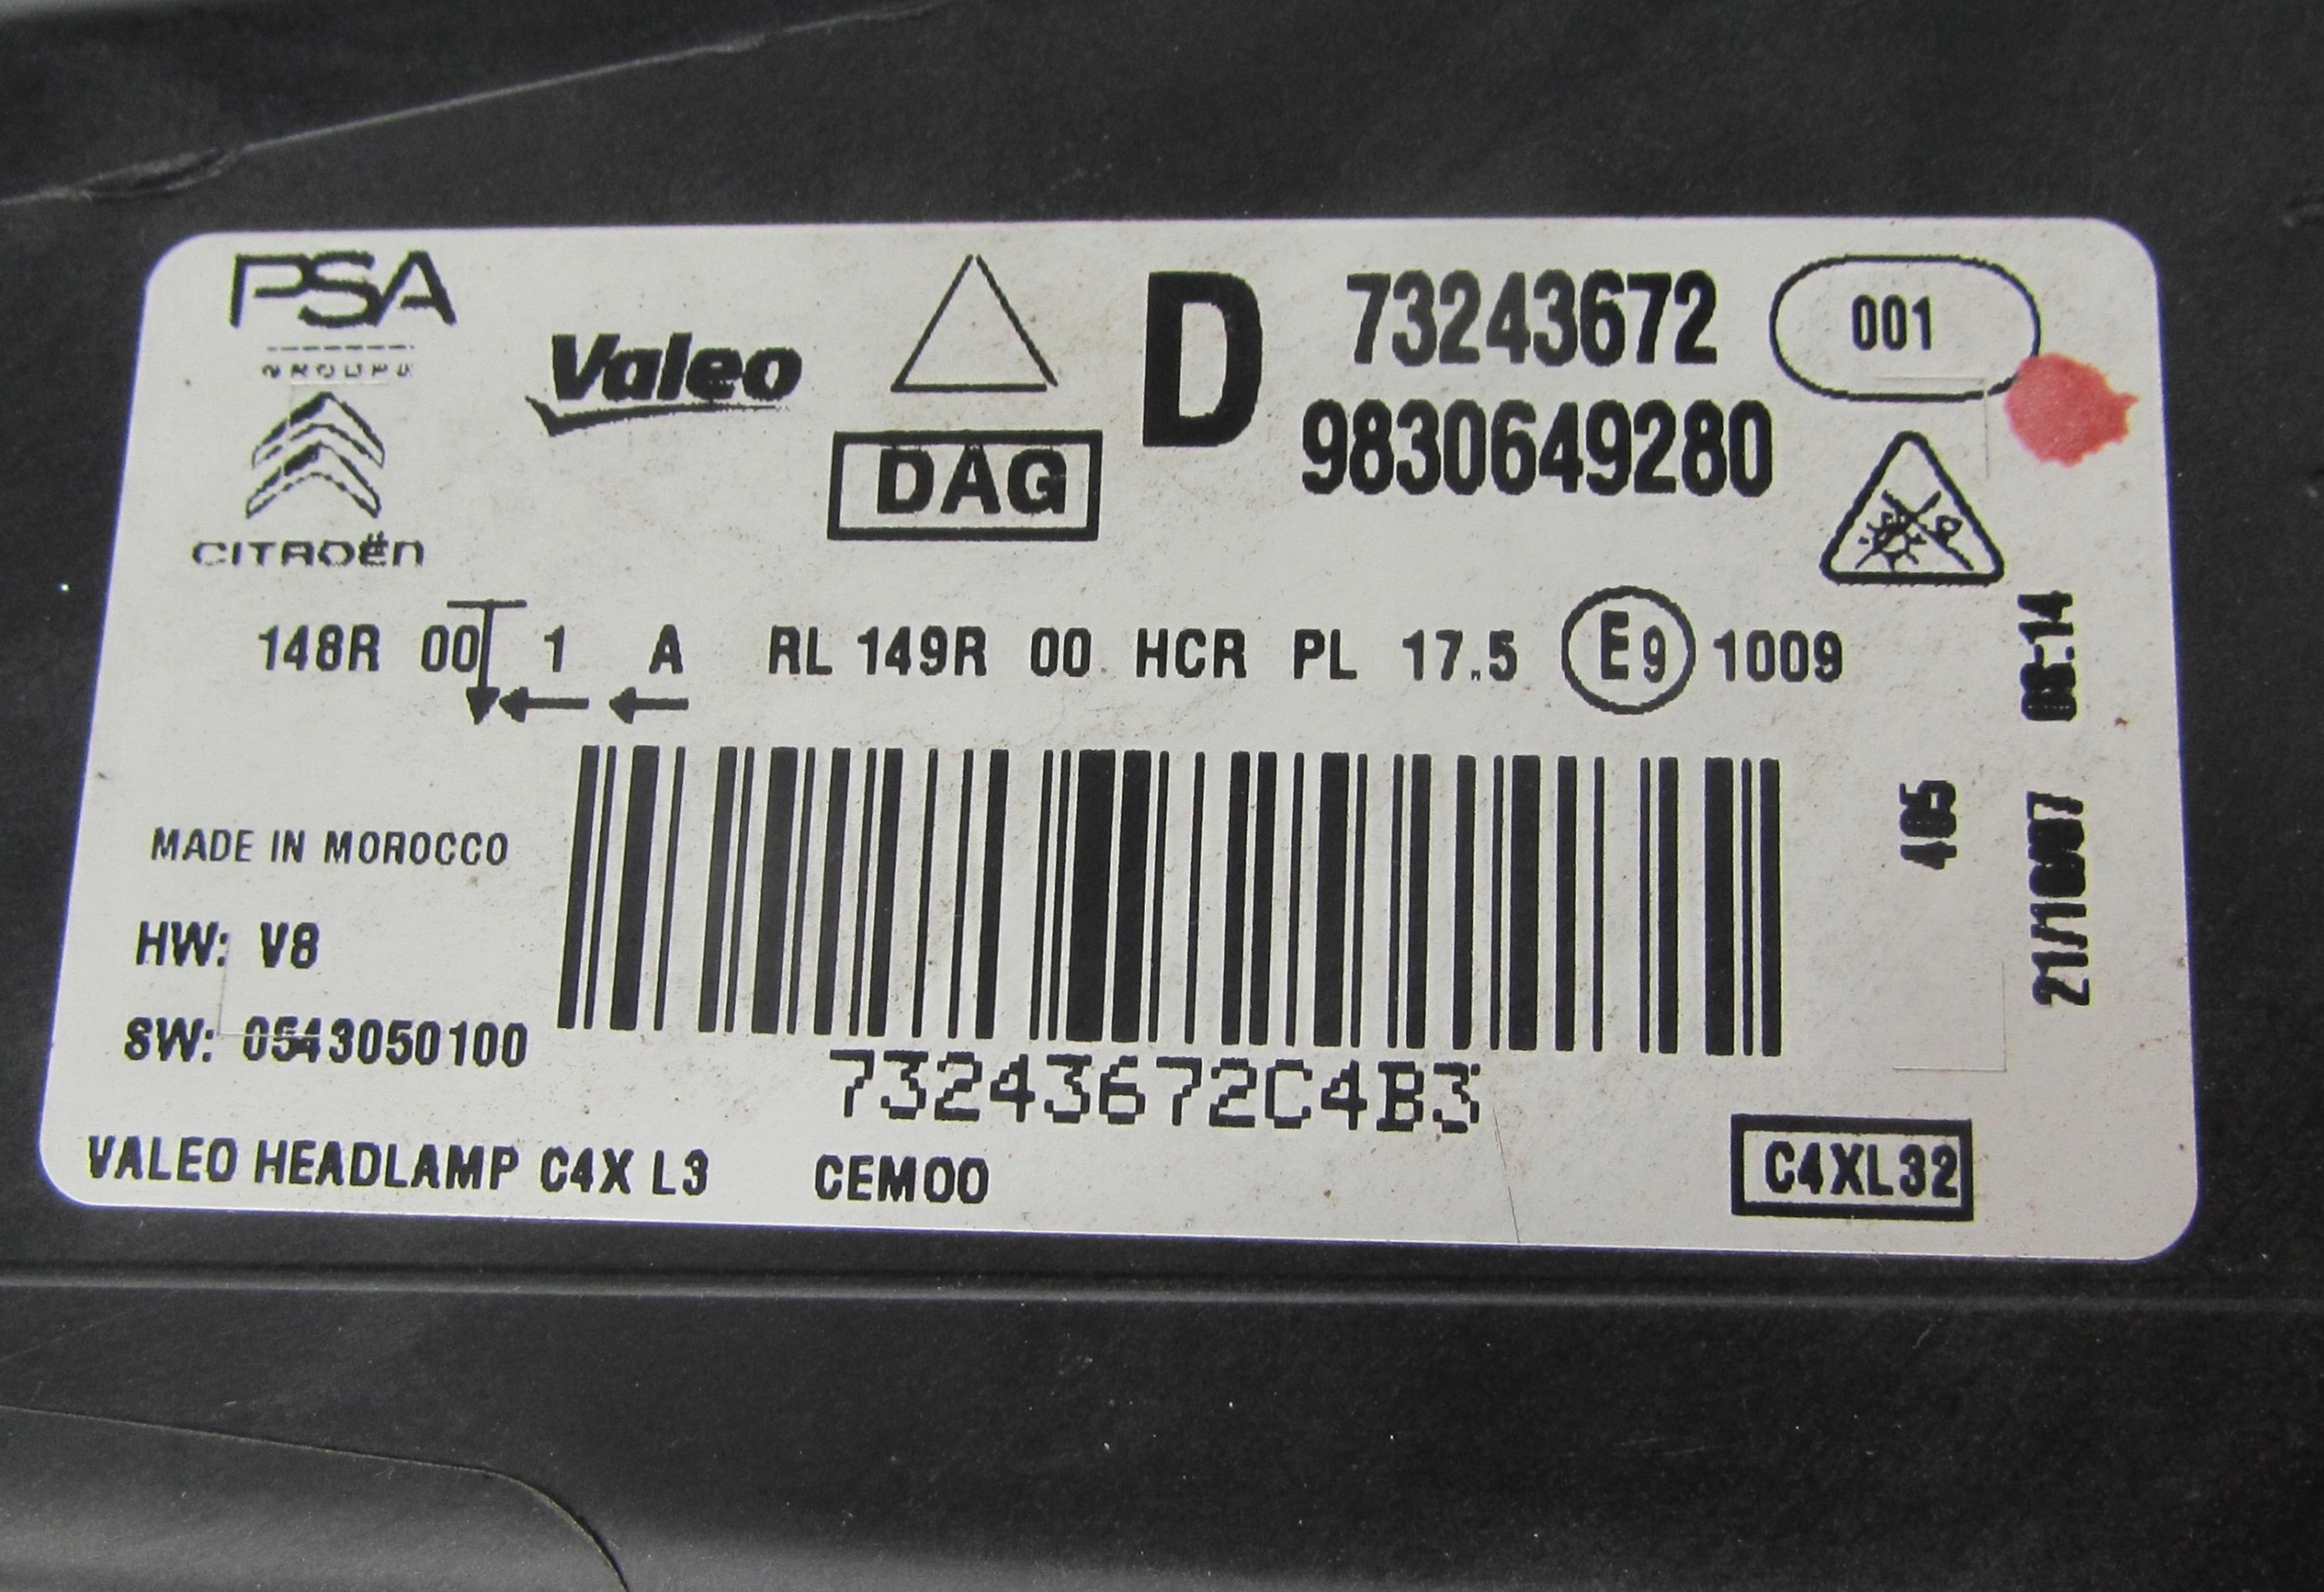 PSA
GROUPE
CITROËN
Valeo
DAG
D
73243672
9830649280
001
148R 00 1 A RL 149R 00 HCR PL 17.5 E9 1009
MADE IN MOROCCO
HW: V8
SW: 0543050100
73243672C4B3
VALEO HEADLAMP C4X L3 CEM00
C4XL32